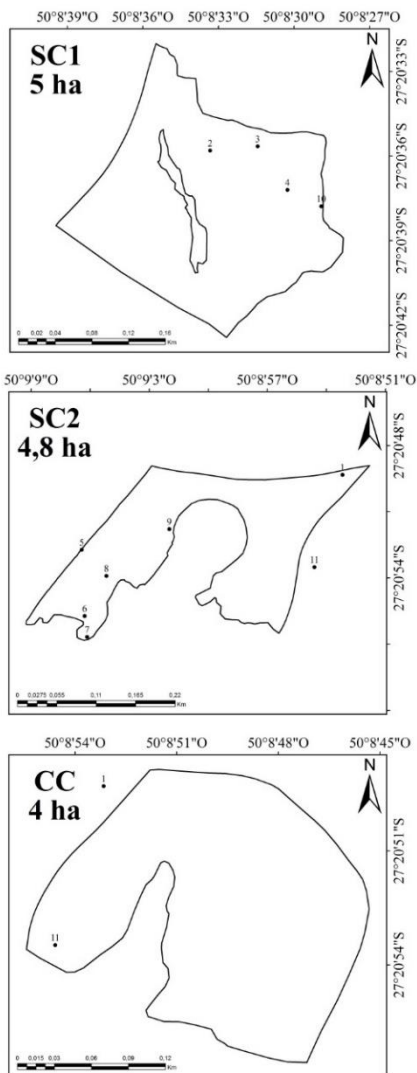 50°8'39"O 50°8'36"O 50°8'33"O 50°8'30"O 50°8'27"O
SC1
5 ha
N
27°20'33"S
27°20'36"S
27°20'39"S
27°20'42"S
2
3
4
10
0 0,02 0,04 0,08 0,12 0,16
Km
50°9'9"O 50°9'3"O 50°8'57"O 50°8'51"O
SC2
4,8 ha
N
27°20'48"S
27°20'54"S
1
9
5
8
11
6
7
0 0,0275 0,055 0,11 0,165 0,22
Km
50°8'54"O 50°8'51"O 50°8'48"O 50°8'45"O
CC
4 ha
N
27°20'51"S
27°20'54"S
1
11
0 0,015 0,03 0,06 0,09 0,12
Km